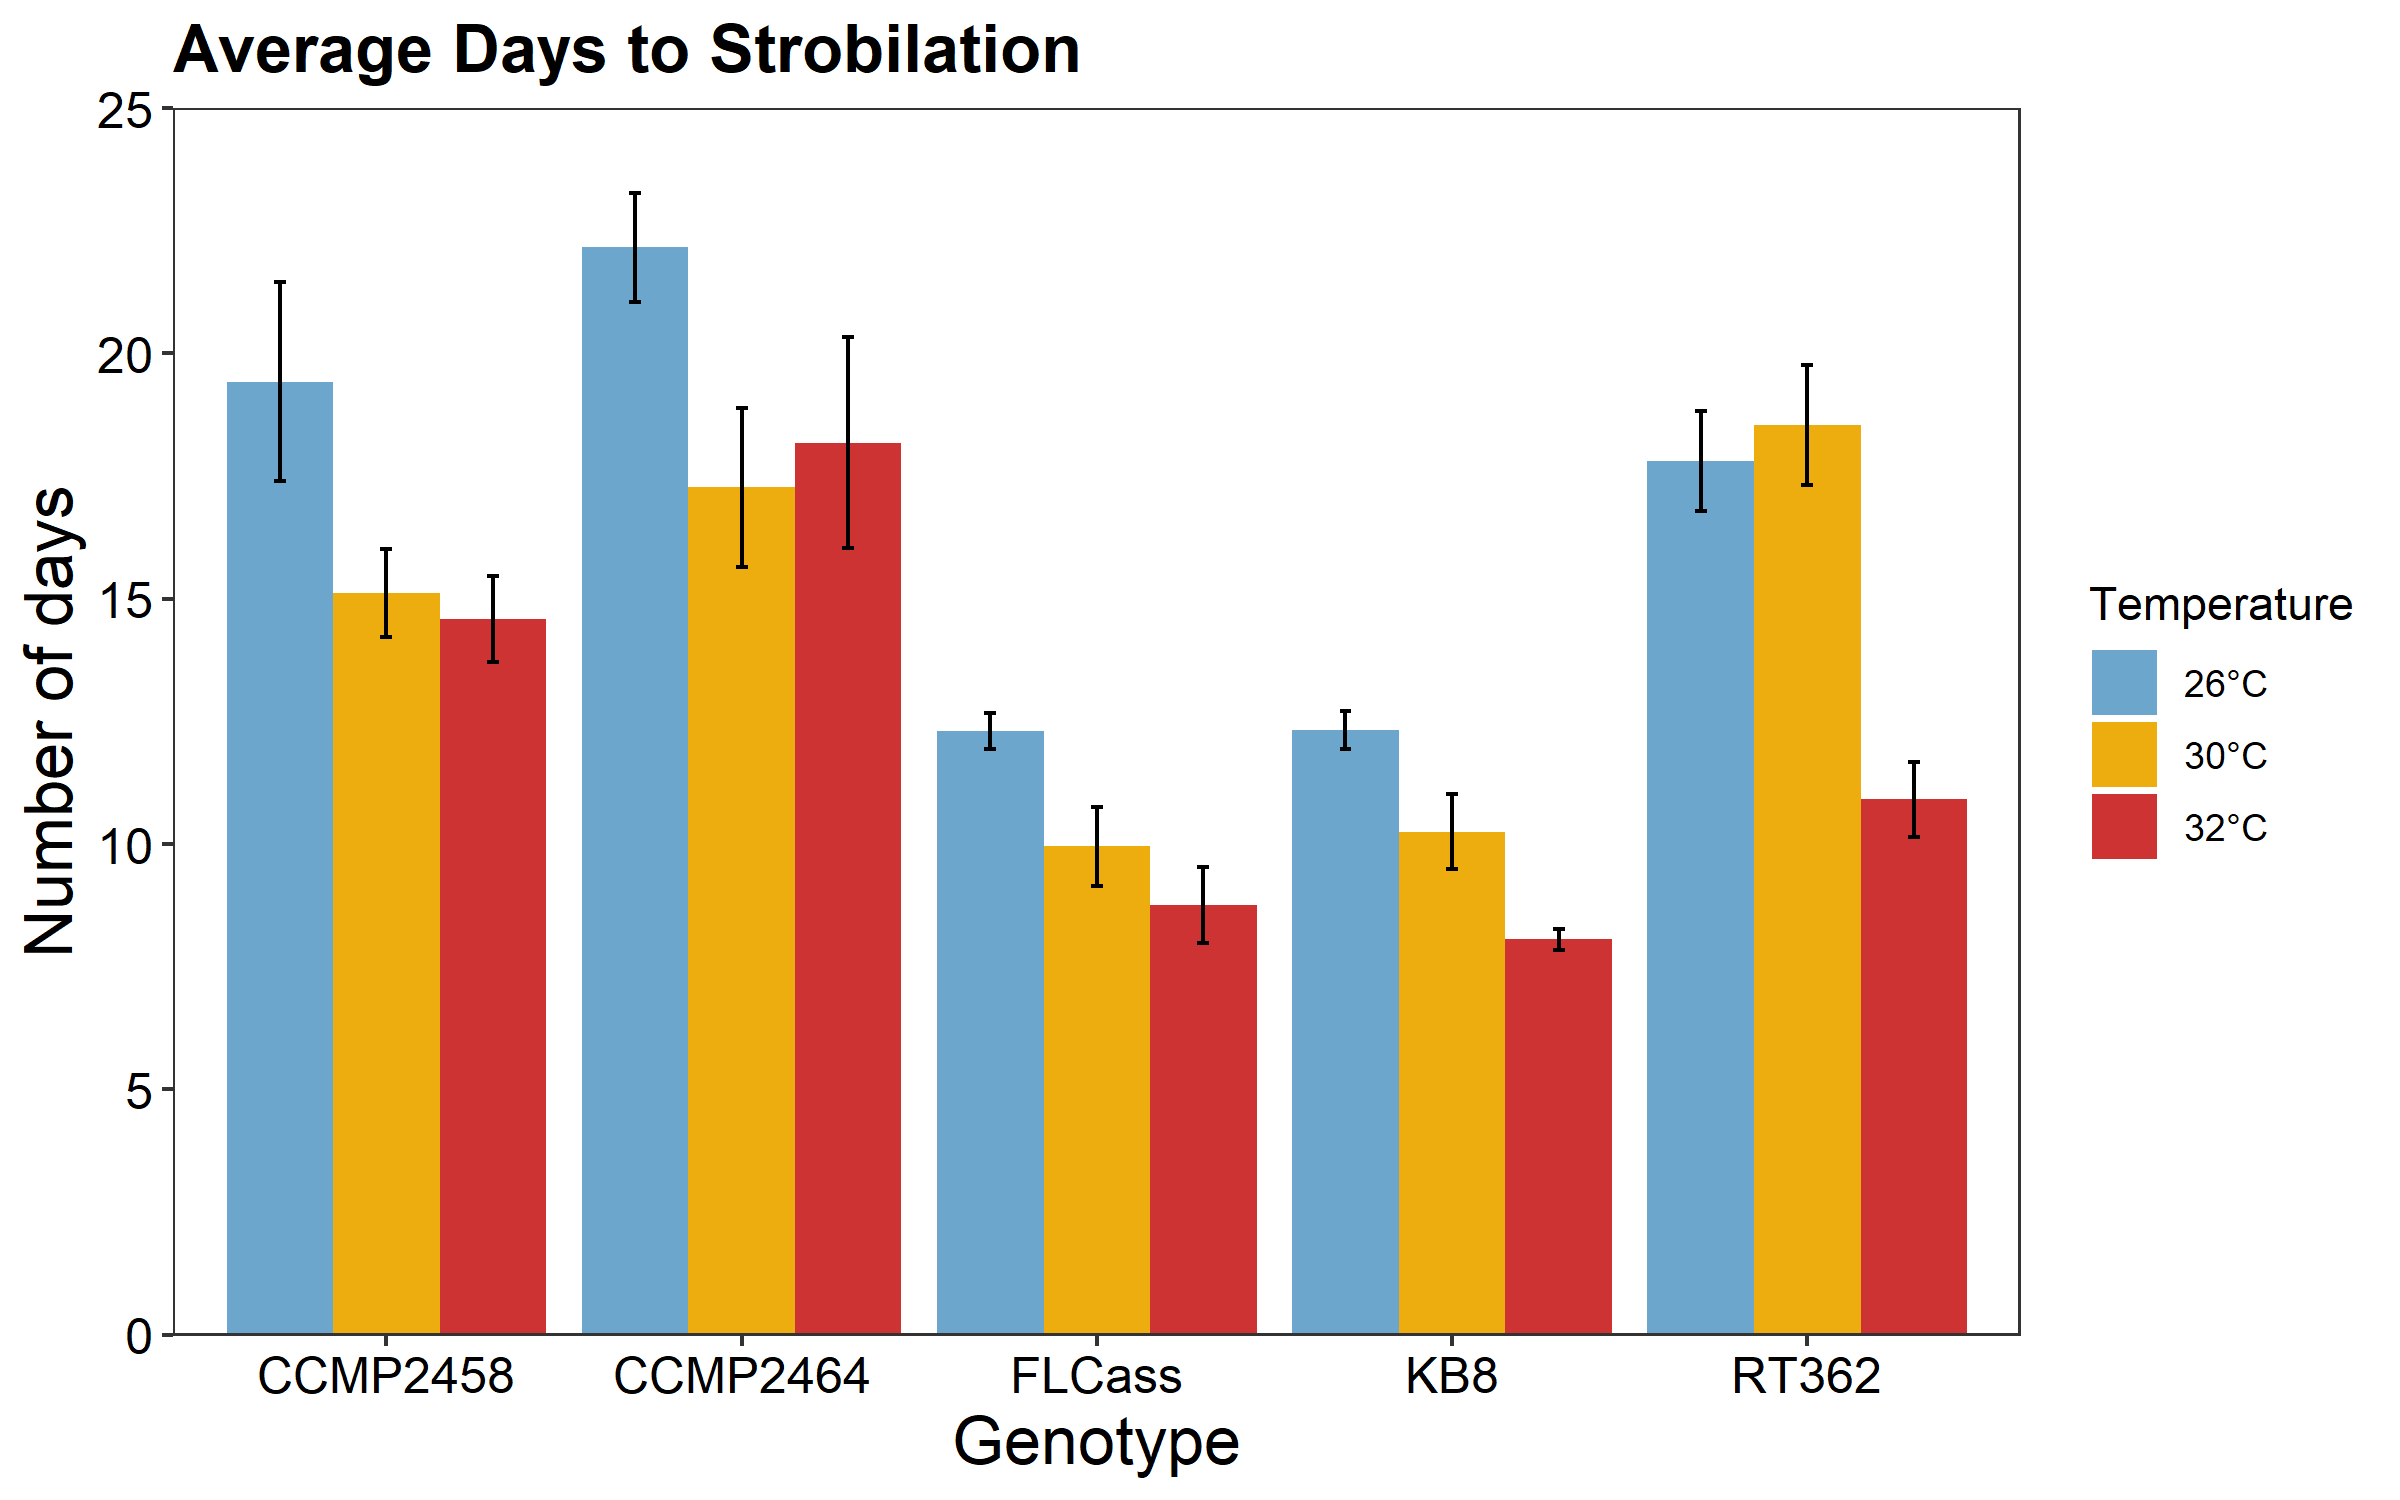 Average Days to Strobilation
25
20
15
10
5
0
Number of days
CCMP2458 CCMP2464 FLCass KB8 RT362
Genotype
Temperature
26°C
30°C
32°C